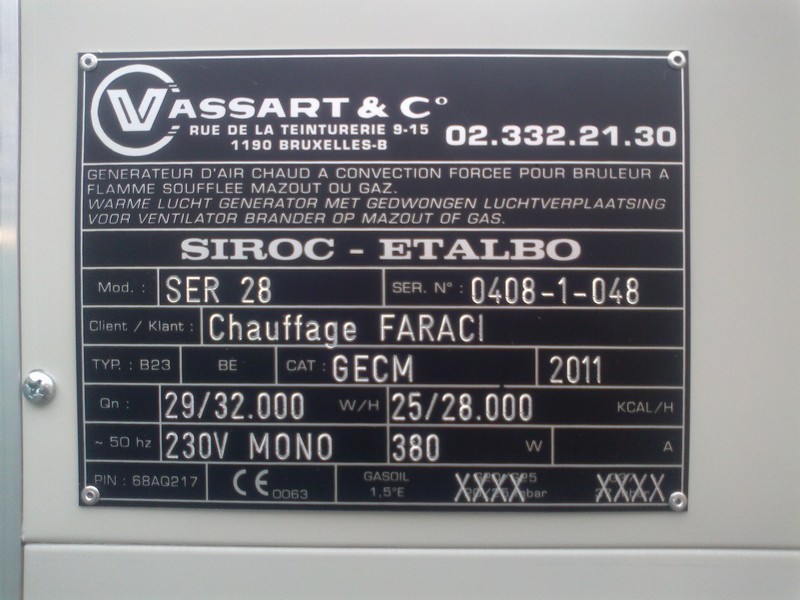 VASSART & C°
RUE DE LA TEINTURERIE 9-15
1190 BRUXELLES-B
02.332.21.30
GENERATEUR D'AIR CHAUD A CONVECTION FORCEE POUR BRULEUR A
FLAMME SOUFFLEE MAZOUT OU GAZ.
WARME LUCHT GENERATOR MET GEDWONGEN LUCHTVERPLAATSING
VOOR VENTILATOR BRANDER OP MAZOUT OF GAS.
SIROC - ETALBO
Mod. : SER 28 SER. N° : 0408-1-048
Client / Klant : Chauffage FARACI
TYP. : B23 BE CAT : GECM 2011
Qn : 29/32.000 W/H 25/28.000 KCAL/H
~ 50 hz 230V MONO 380 W A
PIN : 68AQ217 CE 0063 GASOIL XXXX XXXX
1,5°E